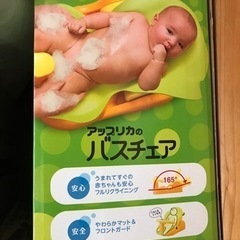 アップリカの
バスチェア
安心
うまれてすぐの
赤ちゃんも安心
フルリクライニング
165°
安全
やわらかマット&
フロントガード